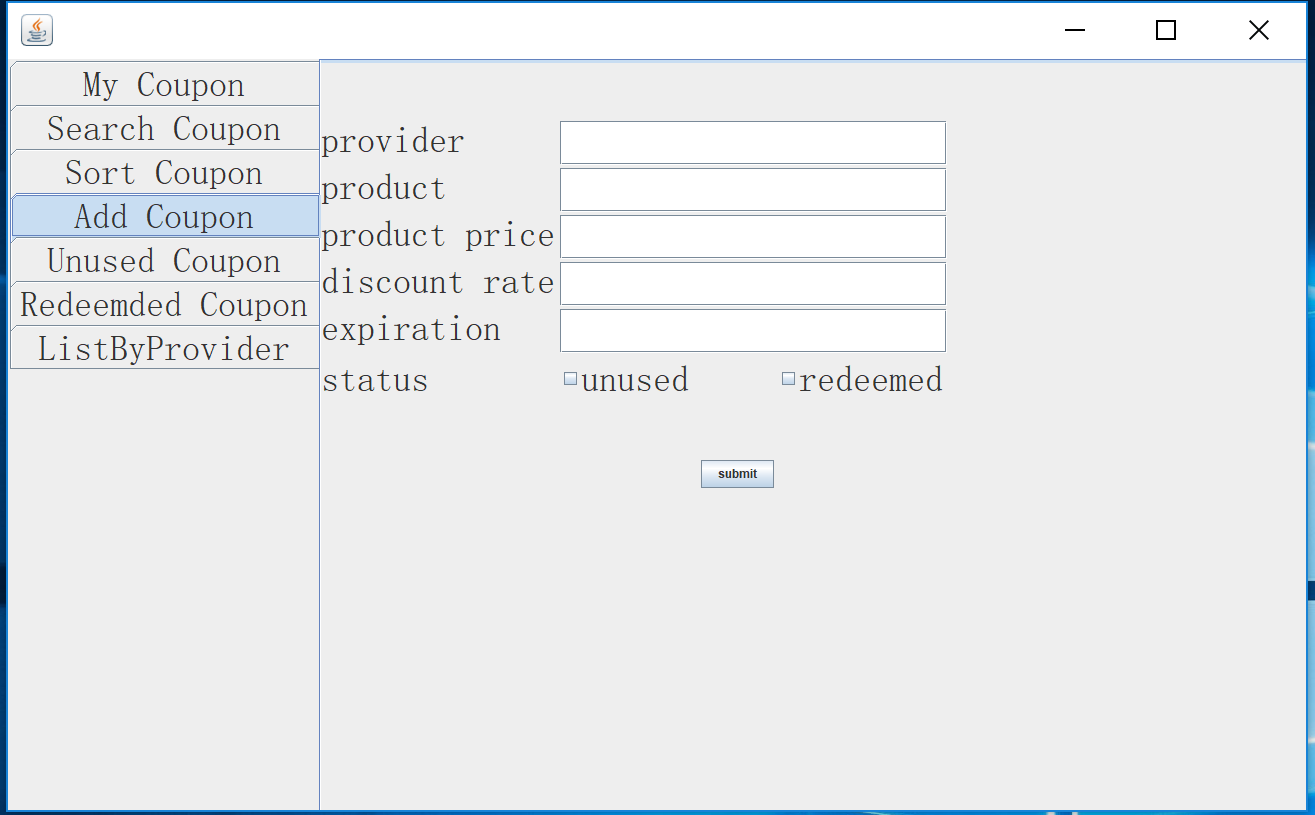 My Coupon
Search Coupon
Sort Coupon
Add Coupon
Unused Coupon
Redeemded Coupon
ListByProvider
provider
product
product price
discount rate
expiration
status unused redeemed
submit